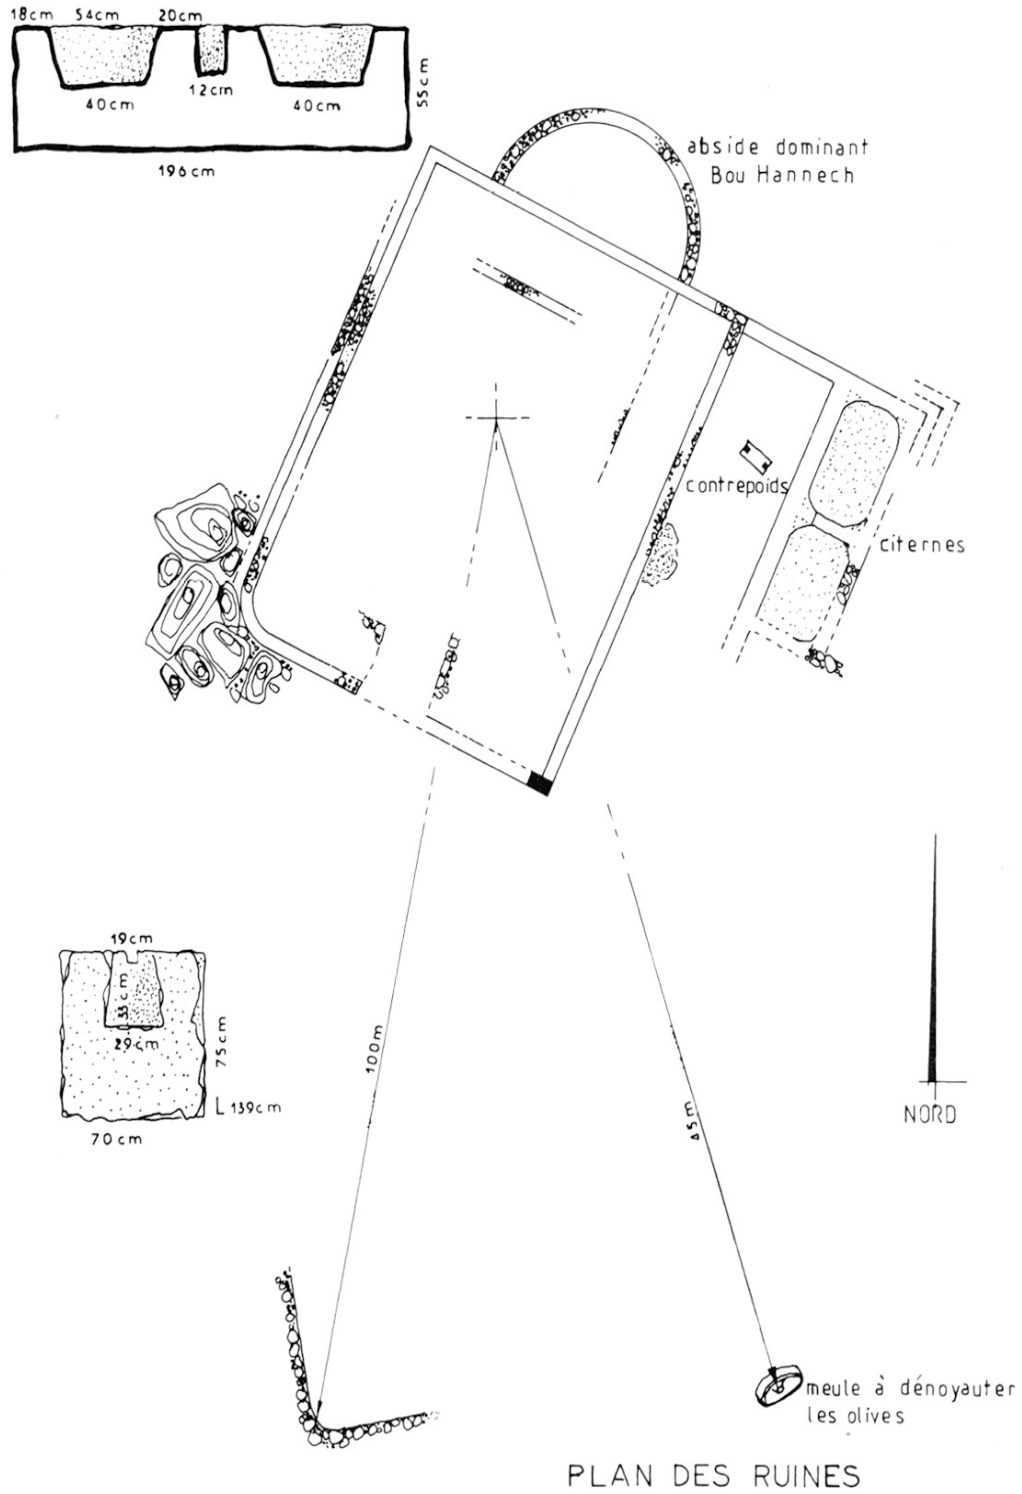 18cm 54cm 20cm
40cm 12cm 40cm
55cm
196cm
abside dominant
Bou Hannech
contrepoids
citernes
19cm
33cm
29cm
75cm
L 139cm
70cm
100m
45m
NORD
meule à dénoyauter
les olives
PLAN DES RUINES